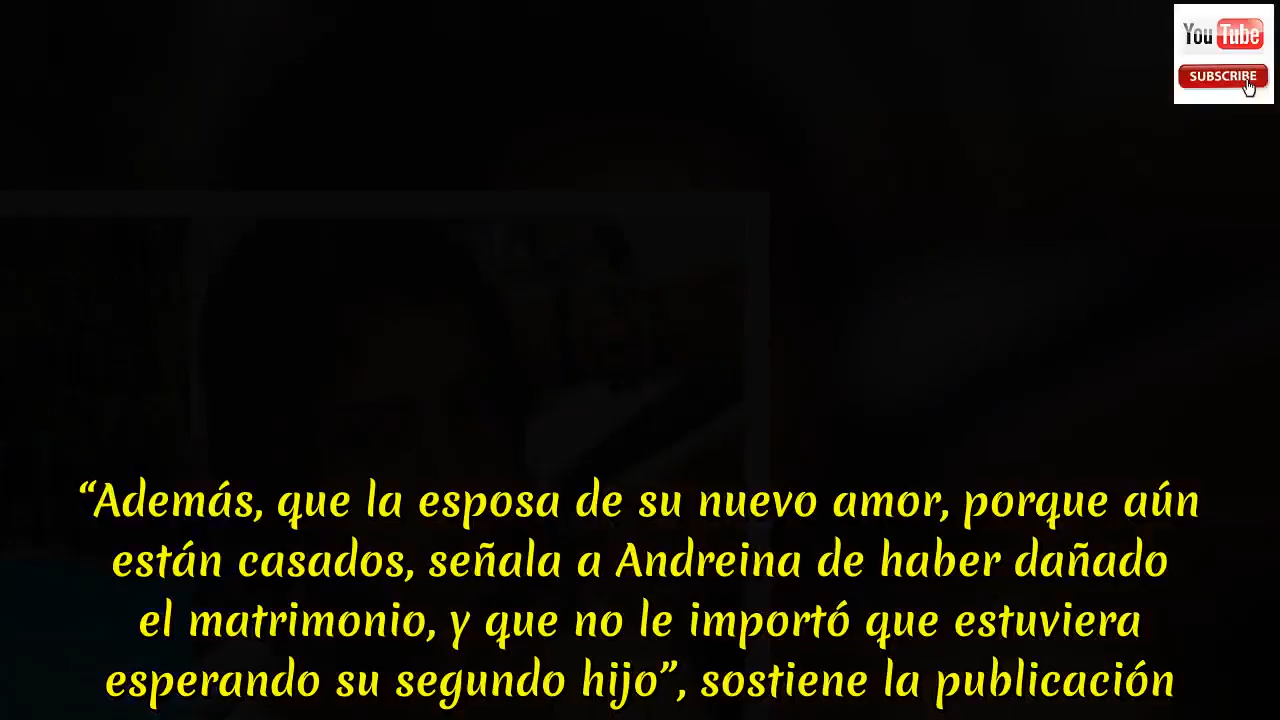 YouTube
SUBSCRIBE
“Además, que la esposa de su nuevo amor, porque aún
están casados, señala a Andreina de haber dañado
el matrimonio, y que no le importó que estuviera
esperando su segundo hijo”, sostiene la publicación